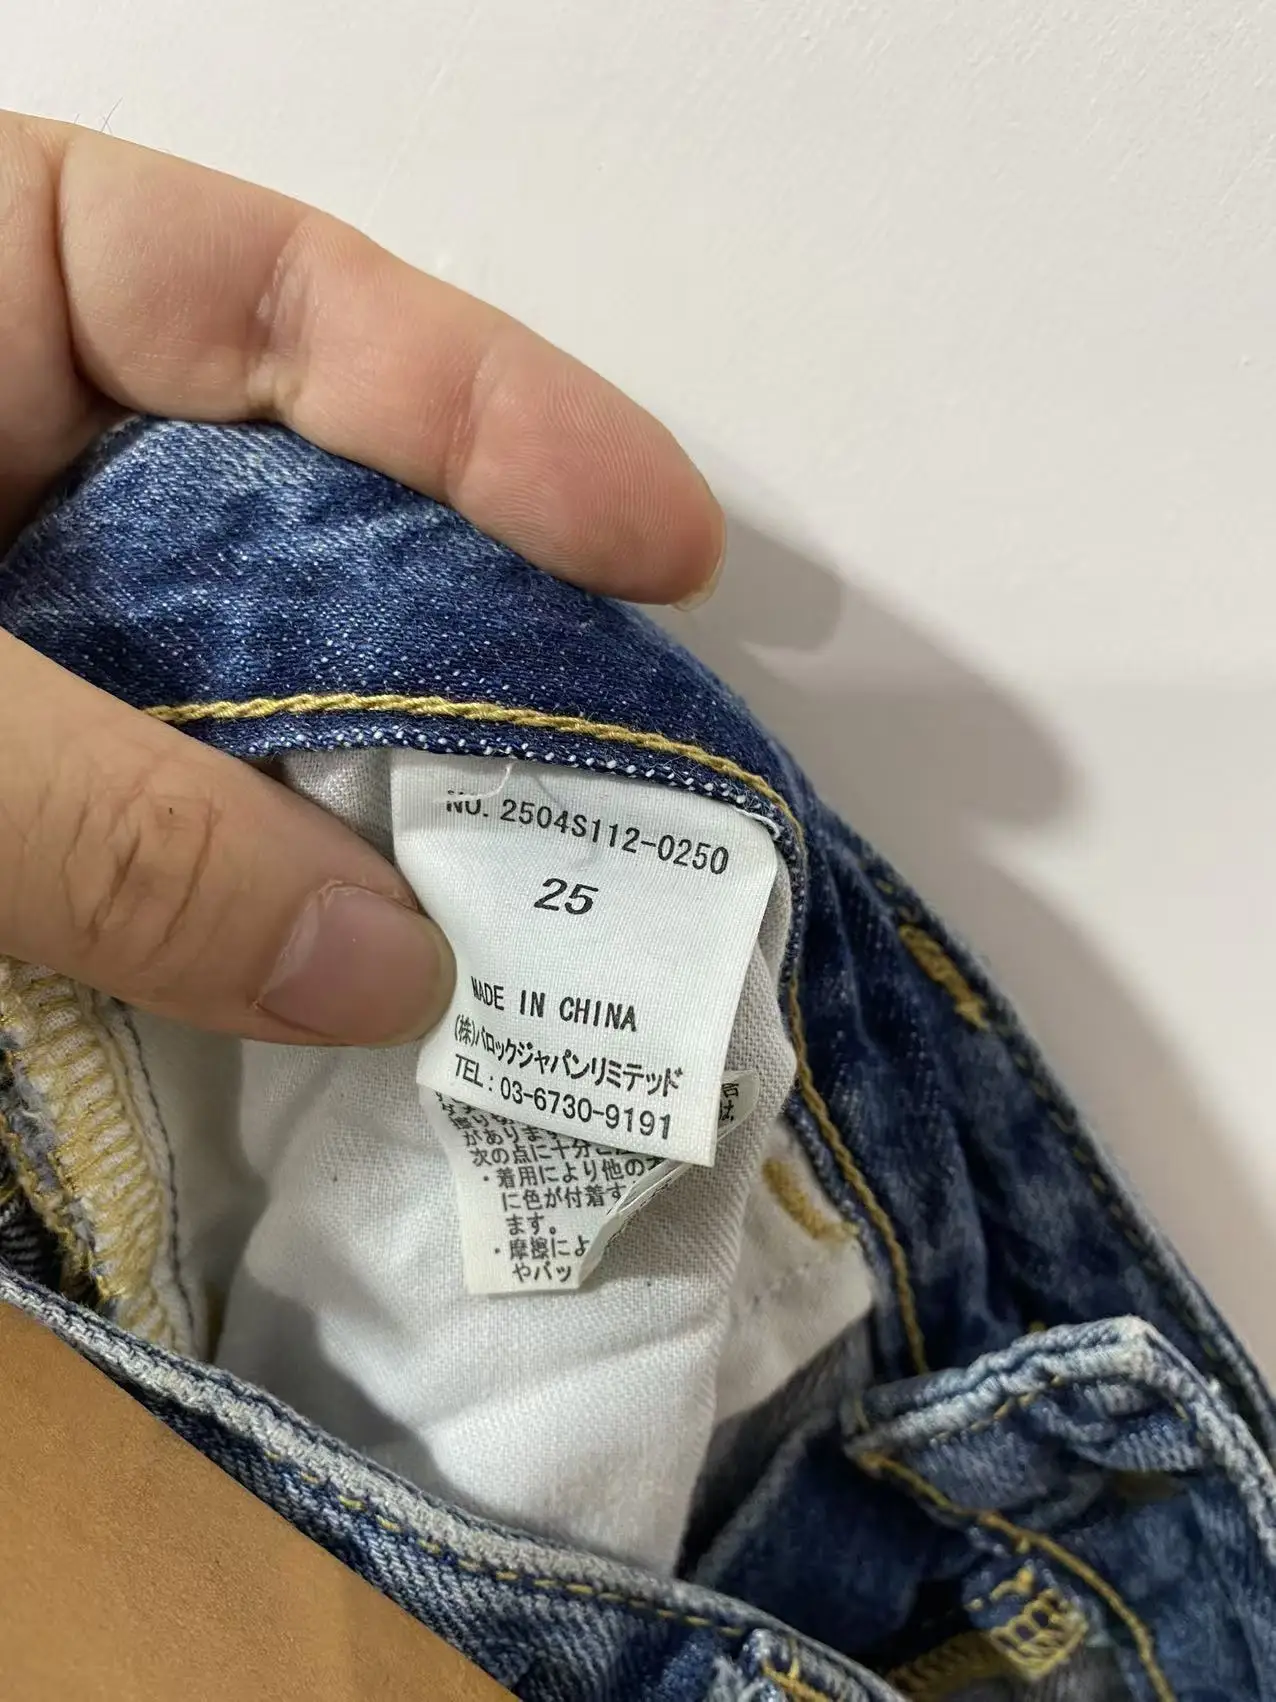 NO. 2504S112-0250
25
MADE IN CHINA
(株)バロックジャパンリミテッド
TEL : 03-6730-9191
があります
次の点に十分ご
・着用により他の
に色が付着す
ます。
・摩擦によ
やバッ